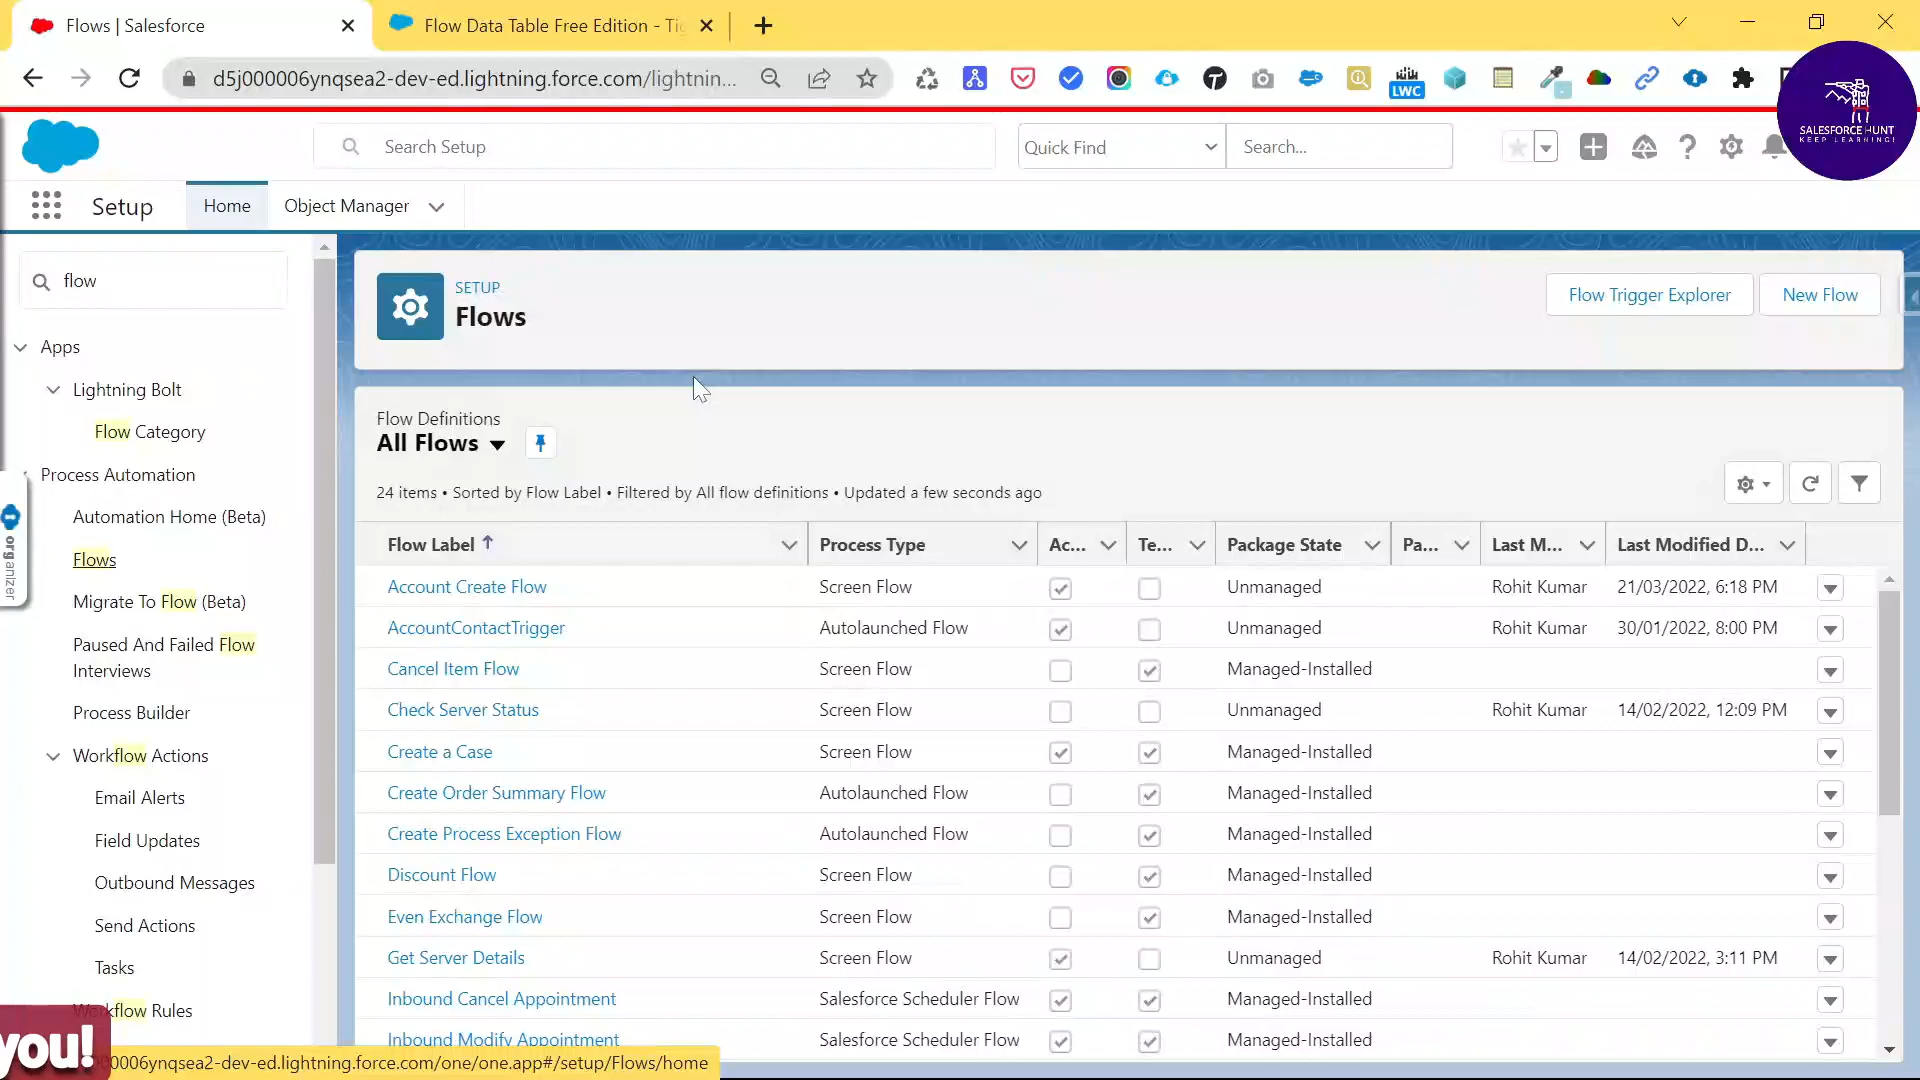 Flows | Salesforce
Flow Data Table Free Edition - Tig
d5j000006ynqsea2-dev-ed.lightning.force.com/lightnin...
LWC
SALESFORCE HUNT
KEEP LEARNING!
Search Setup
Quick Find
Search...
Setup
Home
Object Manager
flow
Apps
Lightning Bolt
Flow Category
Process Automation
Automation Home (Beta)
Flows
Migrate To Flow (Beta)
Paused And Failed Flow
Interviews
Process Builder
Workflow Actions
Email Alerts
Field Updates
Outbound Messages
Send Actions
Tasks
Workflow Rules
organizer
you!
SETUP
Flows
Flow Trigger Explorer
New Flow
Flow Definitions
All Flows
24 items • Sorted by Flow Label • Filtered by All flow definitions • Updated a few seconds ago
Flow Label Process Type Ac... Te... Package State Pa... Last M... Last Modified D...
Account Create Flow Screen Flow Unmanaged Rohit Kumar 21/03/2022, 6:18 PM
AccountContactTrigger Autolaunched Flow Unmanaged Rohit Kumar 30/01/2022, 8:00 PM
Cancel Item Flow Screen Flow Managed-Installed
Check Server Status Screen Flow Unmanaged Rohit Kumar 14/02/2022, 12:09 PM
Create a Case Screen Flow Managed-Installed
Create Order Summary Flow Autolaunched Flow Managed-Installed
Create Process Exception Flow Autolaunched Flow Managed-Installed
Discount Flow Screen Flow Managed-Installed
Even Exchange Flow Screen Flow Managed-Installed
Get Server Details Screen Flow Unmanaged Rohit Kumar 14/02/2022, 3:11 PM
Inbound Cancel Appointment Salesforce Scheduler Flow Managed-Installed
Inbound Modify Appointment Salesforce Scheduler Flow Managed-Installed
00006ynqsea2-dev-ed.lightning.force.com/one/one.app#/setup/Flows/home